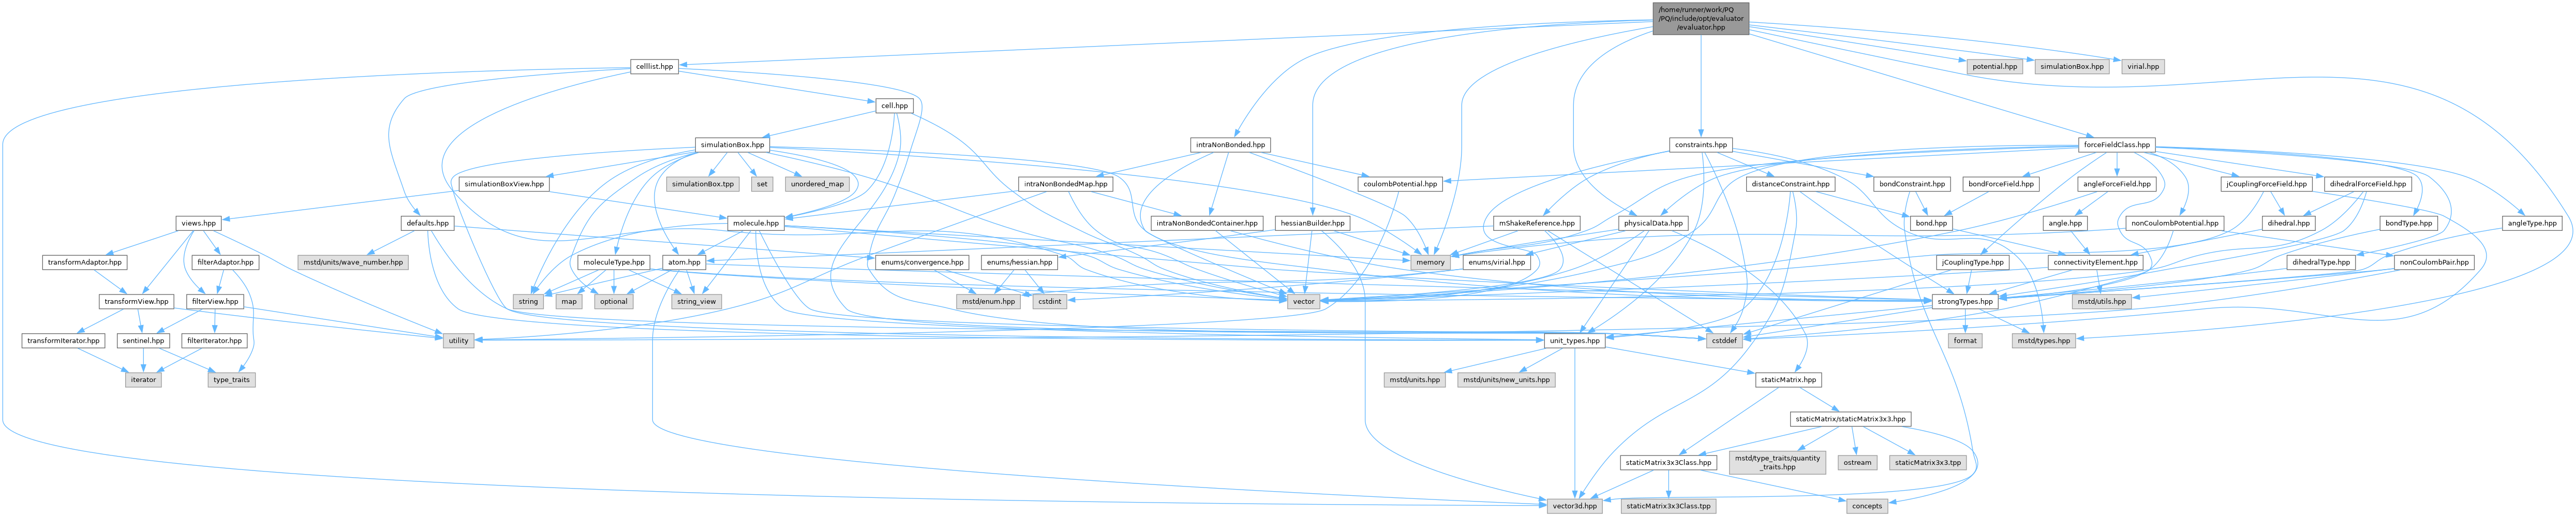 /home/runner/work/PQ
/PQ/include/opt/evaluator
/evaluator.hpp
celllist.hpp
potential.hpp
simulationBox.hpp
virial.hpp
cell.hpp
simulationBox.hpp
intraNonBonded.hpp
constraints.hpp
forceFieldClass.hpp
simulationBoxView.hpp
simulationBox.tpp
set
unordered_map
intraNonBondedMap.hpp
coulombPotential.hpp
distanceConstraint.hpp
bondConstraint.hpp
bondForceField.hpp
angleForceField.hpp
jCouplingForceField.hpp
dihedralForceField.hpp
views.hpp
defaults.hpp
molecule.hpp
intraNonBondedContainer.hpp
hessianBuilder.hpp
mShakeReference.hpp
physicalData.hpp
bond.hpp
angle.hpp
nonCoulombPotential.hpp
dihedral.hpp
bondType.hpp
angleType.hpp
transformAdaptor.hpp
filterAdaptor.hpp
mstd/units/wave_number.hpp
moleculeType.hpp
atom.hpp
enums/convergence.hpp
enums/hessian.hpp
memory
enums/virial.hpp
jCouplingType.hpp
connectivityElement.hpp
dihedralType.hpp
nonCoulombPair.hpp
transformView.hpp
filterView.hpp
string
map
optional
string_view
mstd/enum.hpp
cstdint
vector
strongTypes.hpp
mstd/utils.hpp
transformIterator.hpp
sentinel.hpp
filterIterator.hpp
utility
unit_types.hpp
cstddef
format
mstd/types.hpp
iterator
type_traits
mstd/units.hpp
mstd/units/new_units.hpp
staticMatrix.hpp
staticMatrix/staticMatrix3x3.hpp
staticMatrix3x3Class.hpp
mstd/type_traits/quantity
_traits.hpp
ostream
staticMatrix3x3.tpp
vector3d.hpp
staticMatrix3x3Class.tpp
concepts